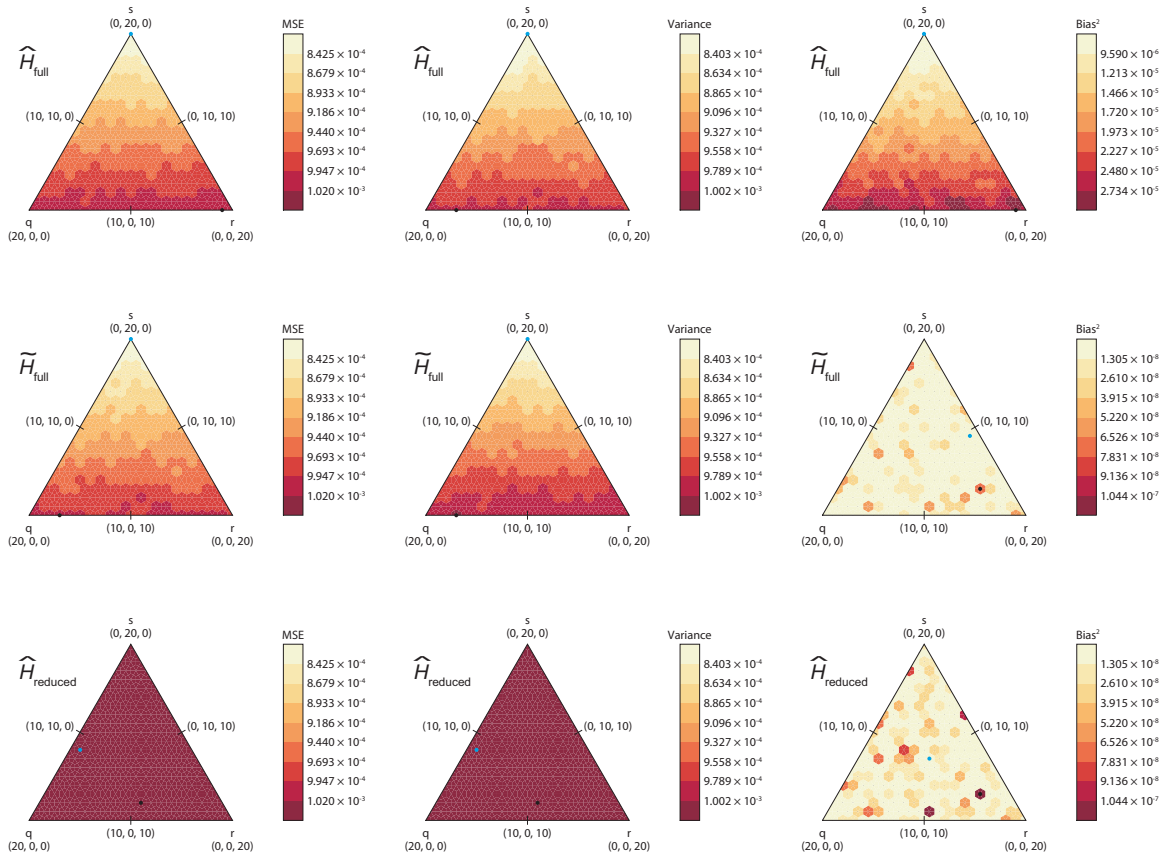 s
(0, 20, 0)
MSE
Ĥfull
(10, 10, 0)
(0, 10, 10)
8.425 × 10⁻⁴
8.679 × 10⁻⁴
8.933 × 10⁻⁴
9.186 × 10⁻⁴
9.440 × 10⁻⁴
9.693 × 10⁻⁴
9.947 × 10⁻⁴
1.020 × 10⁻³
q
(10, 0, 10)
r
(20, 0, 0)
(0, 0, 20)
s
(0, 20, 0)
Variance
Ĥfull
(10, 10, 0)
(0, 10, 10)
8.403 × 10⁻⁴
8.634 × 10⁻⁴
8.865 × 10⁻⁴
9.096 × 10⁻⁴
9.327 × 10⁻⁴
9.558 × 10⁻⁴
9.789 × 10⁻⁴
1.002 × 10⁻³
q
(10, 0, 10)
r
(20, 0, 0)
(0, 0, 20)
s
(0, 20, 0)
Bias²
Ĥfull
(10, 10, 0)
(0, 10, 10)
9.590 × 10⁻⁶
1.213 × 10⁻⁵
1.466 × 10⁻⁵
1.720 × 10⁻⁵
1.973 × 10⁻⁵
2.227 × 10⁻⁵
2.480 × 10⁻⁵
2.734 × 10⁻⁵
q
(10, 0, 10)
r
(20, 0, 0)
(0, 0, 20)
s
(0, 20, 0)
MSE
H̃full
(10, 10, 0)
(0, 10, 10)
8.425 × 10⁻⁴
8.679 × 10⁻⁴
8.933 × 10⁻⁴
9.186 × 10⁻⁴
9.440 × 10⁻⁴
9.693 × 10⁻⁴
9.947 × 10⁻⁴
1.020 × 10⁻³
q
(10, 0, 10)
r
(20, 0, 0)
(0, 0, 20)
s
(0, 20, 0)
Variance
H̃full
(10, 10, 0)
(0, 10, 10)
8.403 × 10⁻⁴
8.634 × 10⁻⁴
8.865 × 10⁻⁴
9.096 × 10⁻⁴
9.327 × 10⁻⁴
9.558 × 10⁻⁴
9.789 × 10⁻⁴
1.002 × 10⁻³
q
(10, 0, 10)
r
(20, 0, 0)
(0, 0, 20)
s
(0, 20, 0)
Bias²
H̃full
(10, 10, 0)
(0, 10, 10)
1.305 × 10⁻⁸
2.610 × 10⁻⁸
3.915 × 10⁻⁸
5.220 × 10⁻⁸
6.526 × 10⁻⁸
7.831 × 10⁻⁸
9.136 × 10⁻⁸
1.044 × 10⁻⁷
q
(10, 0, 10)
r
(20, 0, 0)
(0, 0, 20)
s
(0, 20, 0)
MSE
Ĥreduced
(10, 10, 0)
(0, 10, 10)
8.425 × 10⁻⁴
8.679 × 10⁻⁴
8.933 × 10⁻⁴
9.186 × 10⁻⁴
9.440 × 10⁻⁴
9.693 × 10⁻⁴
9.947 × 10⁻⁴
1.020 × 10⁻³
q
(10, 0, 10)
r
(20, 0, 0)
(0, 0, 20)
s
(0, 20, 0)
Variance
Ĥreduced
(10, 10, 0)
(0, 10, 10)
8.403 × 10⁻⁴
8.634 × 10⁻⁴
8.865 × 10⁻⁴
9.096 × 10⁻⁴
9.327 × 10⁻⁴
9.558 × 10⁻⁴
9.789 × 10⁻⁴
1.002 × 10⁻³
q
(10, 0, 10)
r
(20, 0, 0)
(0, 0, 20)
s
(0, 20, 0)
Bias²
Ĥreduced
(10, 10, 0)
(0, 10, 10)
1.305 × 10⁻⁸
2.610 × 10⁻⁸
3.915 × 10⁻⁸
5.220 × 10⁻⁸
6.526 × 10⁻⁸
7.831 × 10⁻⁸
9.136 × 10⁻⁸
1.044 × 10⁻⁷
q
(10, 0, 10)
r
(20, 0, 0)
(0, 0, 20)